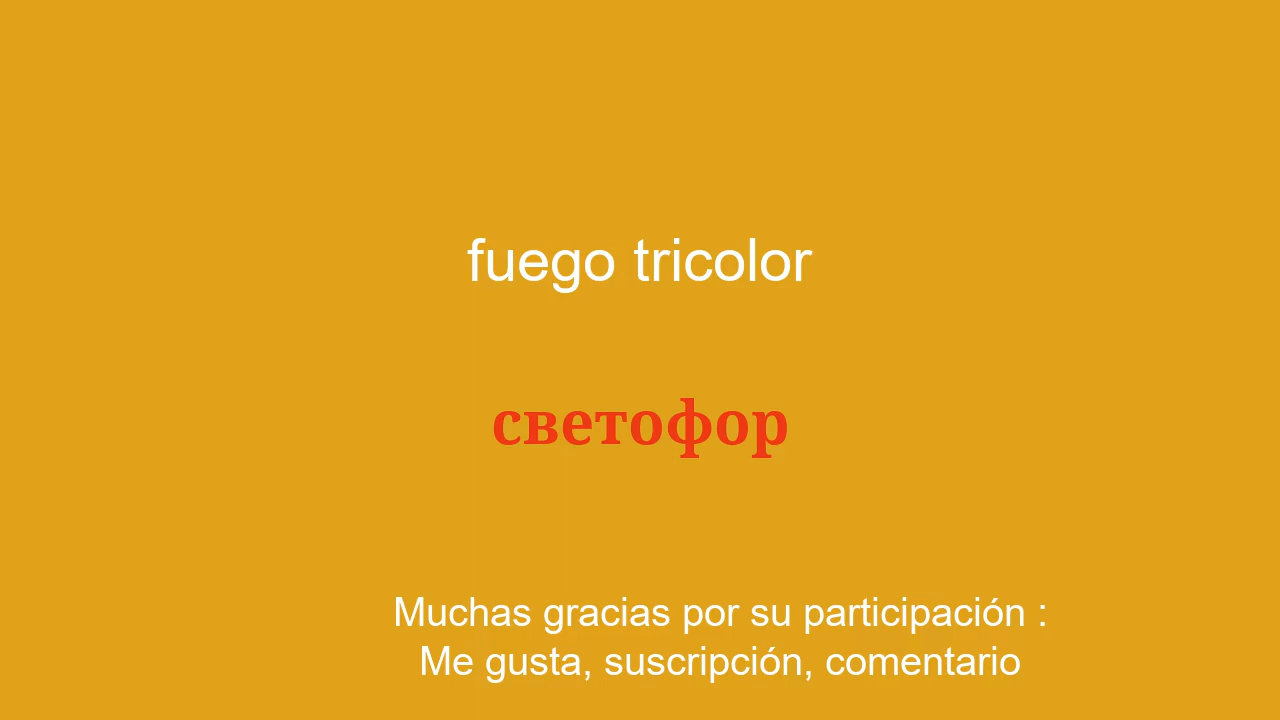 fuego tricolor
светофор
Muchas gracias por su participación :
Me gusta, suscripción, comentario